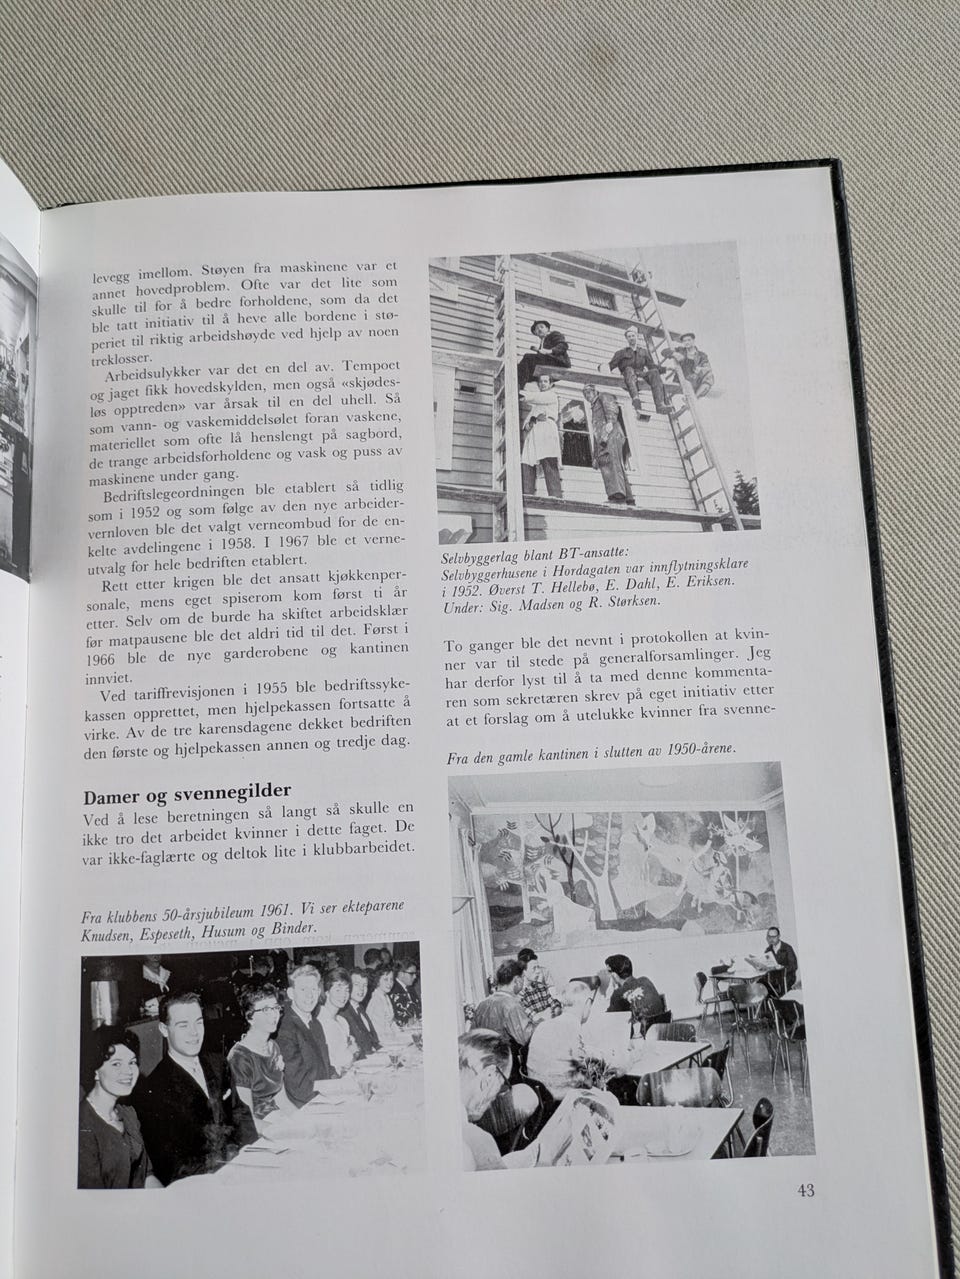 levegg imellom. Støyen fra maskinene var et
annet hovedproblem. Ofte var det lite som
skulle til for å bedre forholdene, som da det
ble tatt initiativ til å heve alle bordene i stø-
periet til riktig arbeidshøyde ved hjelp av noen
treklosser.
Arbeidsulykker var det en del av. Tempoet
og jaget fikk hovedskylden, men også «skjødes-
løs opptreden» var årsak til en del uhell. Så
som vann- og vaskemiddelsølet foran vaskene,
materiellet som ofte lå henslengt på sagbord,
de trange arbeidsforholdene og vask og puss av
maskinene under gang.
Bedriftslegeordningen ble etablert så tidlig
som i 1952 og som følge av den nye arbeider-
vernloven ble det valgt verneombud for de en-
kelte avdelingene i 1958. I 1967 ble et verne-
utvalg for hele bedriften etablert.
Rett etter krigen ble det ansatt kjøkkenper-
sonale, mens eget spiserom kom først ti år
etter. Selv om de burde ha skiftet arbeidsklær
før matpausene ble det aldri tid til det. Først i
1966 ble de nye garderobene og kantinen
innviet.
Ved tariffrevisjonen i 1955 ble bedriftssyke-
kassen opprettet, men hjelpekassen fortsatte å
virke. Av de tre karensdagene dekket bedriften
den første og hjelpekassen annen og tredje dag.
Damer og svennegilder
Ved å lese beretningen så langt så skulle en
ikke tro det arbeidet kvinner i dette faget. De
var ikke-faglærte og deltok lite i klubbarbeidet.
Fra klubbens 50-årsjubileum 1961. Vi ser ekteparene
Knudsen, Espeseth, Husum og Binder.
Selvbyggerlag blant BT-ansatte:
Selvbyggerhusene i Hordagaten var innflytningsklare
i 1952. Øverst T. Hellebø, E. Dahl, E. Eriksen.
Under: Sig. Madsen og R. Størksen.
To ganger ble det nevnt i protokollen at kvin-
ner var til stede på generalforsamlinger. Jeg
har derfor lyst til å ta med denne kommenta-
ren som sekretæren skrev på eget initiativ etter
at et forslag om å utelukke kvinner fra svenne-
Fra den gamle kantinen i slutten av 1950-årene.
43